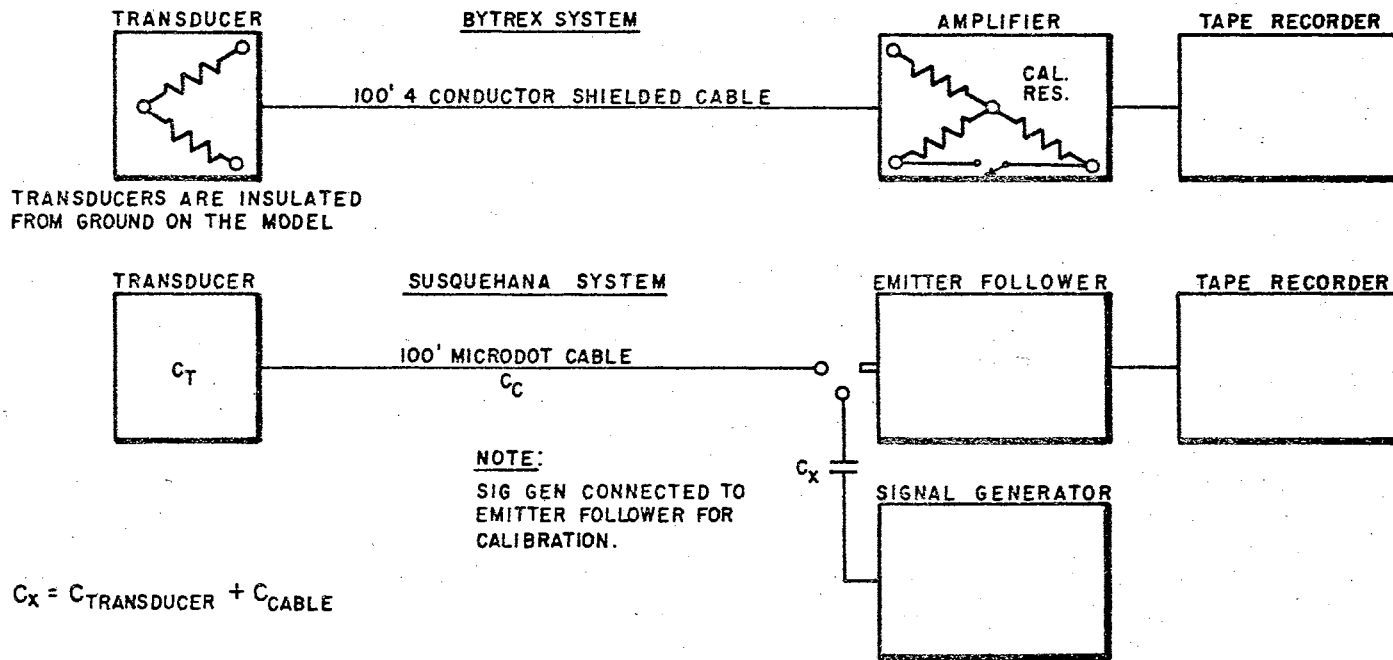 TRANSDUCER
BYTREX SYSTEM
AMPLIFIER
TAPE RECORDER
CAL.
RES.
100' 4 CONDUCTOR SHIELDED CABLE
TRANSDUCERS ARE INSULATED
FROM GROUND ON THE MODEL
TRANSDUCER
SUSQUEHANA SYSTEM
EMITTER FOLLOWER
TAPE RECORDER
100' MICRODOT CABLE
C_T
C_C
NOTE:
SIG GEN CONNECTED TO
EMITTER FOLLOWER FOR
CALIBRATION.
C_X
SIGNAL GENERATOR
C_X = C_TRANSDUCER + C_CABLE